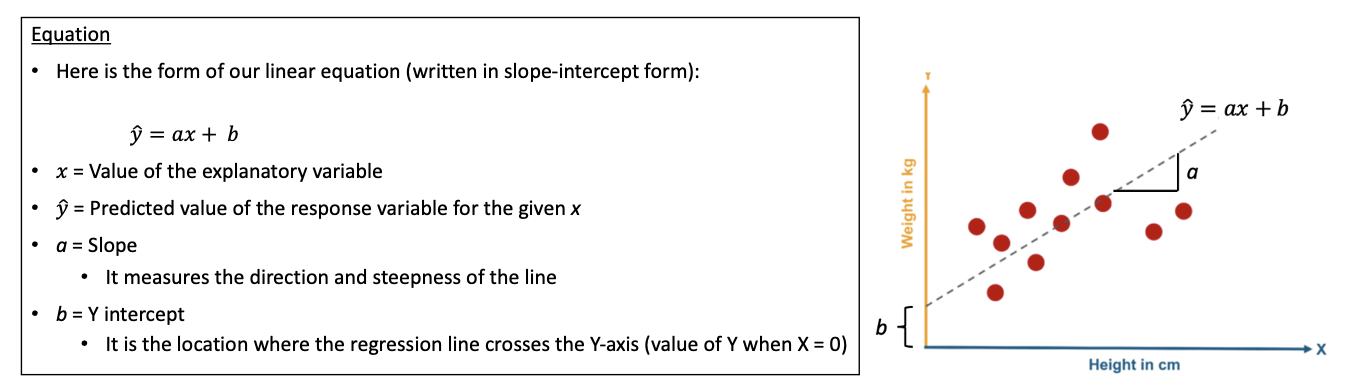 Equation
• Here is the form of our linear equation (written in slope-intercept form):
ŷ = ax + b
• x = Value of the explanatory variable
• ŷ = Predicted value of the response variable for the given x
• a = Slope
• It measures the direction and steepness of the line
• b = Y intercept
• It is the location where the regression line crosses the Y-axis (value of Y when X = 0)
Y
ŷ = ax + b
a
Weight in kg
b
X
Height in cm